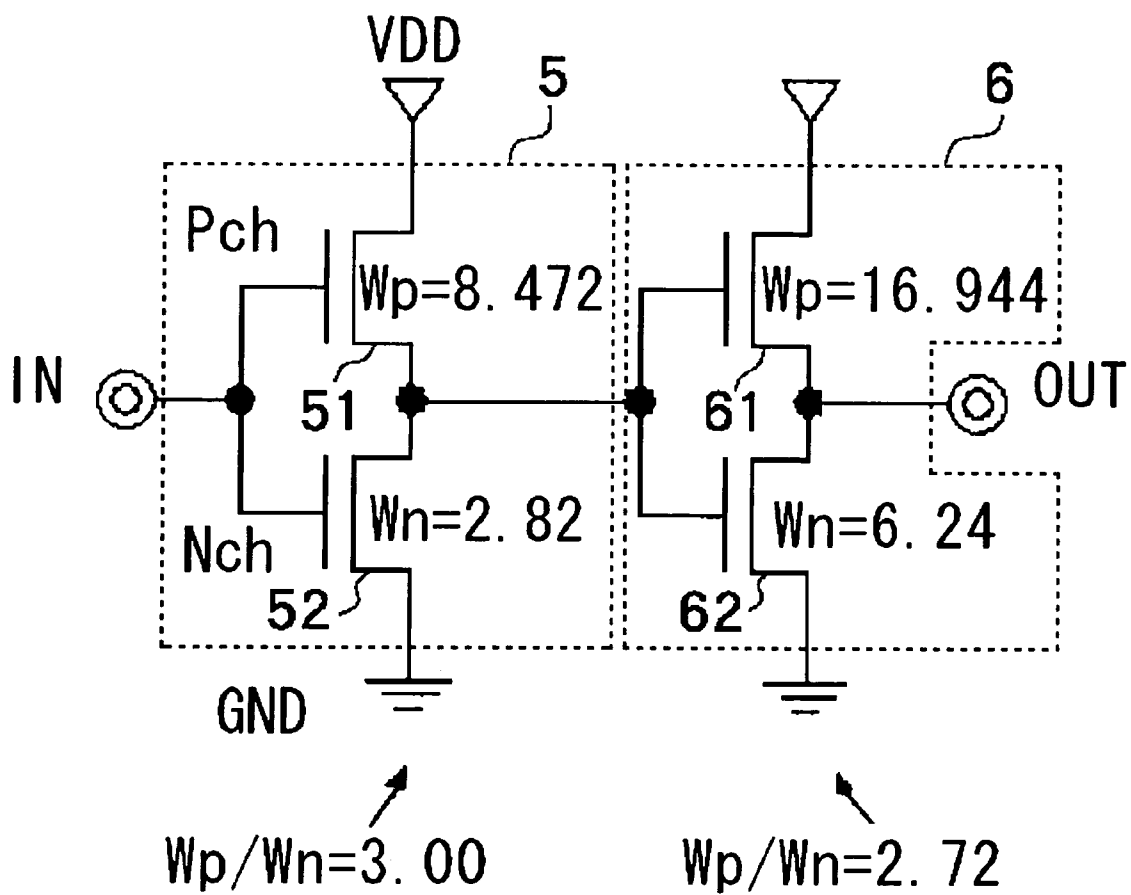 VDD
5
6
Pch
Wp=8.472
Wp=16.944
IN
51
61
OUT
Nch
Wn=2.82
Wn=6.24
52
62
GND
Wp/Wn=3.00
Wp/Wn=2.72